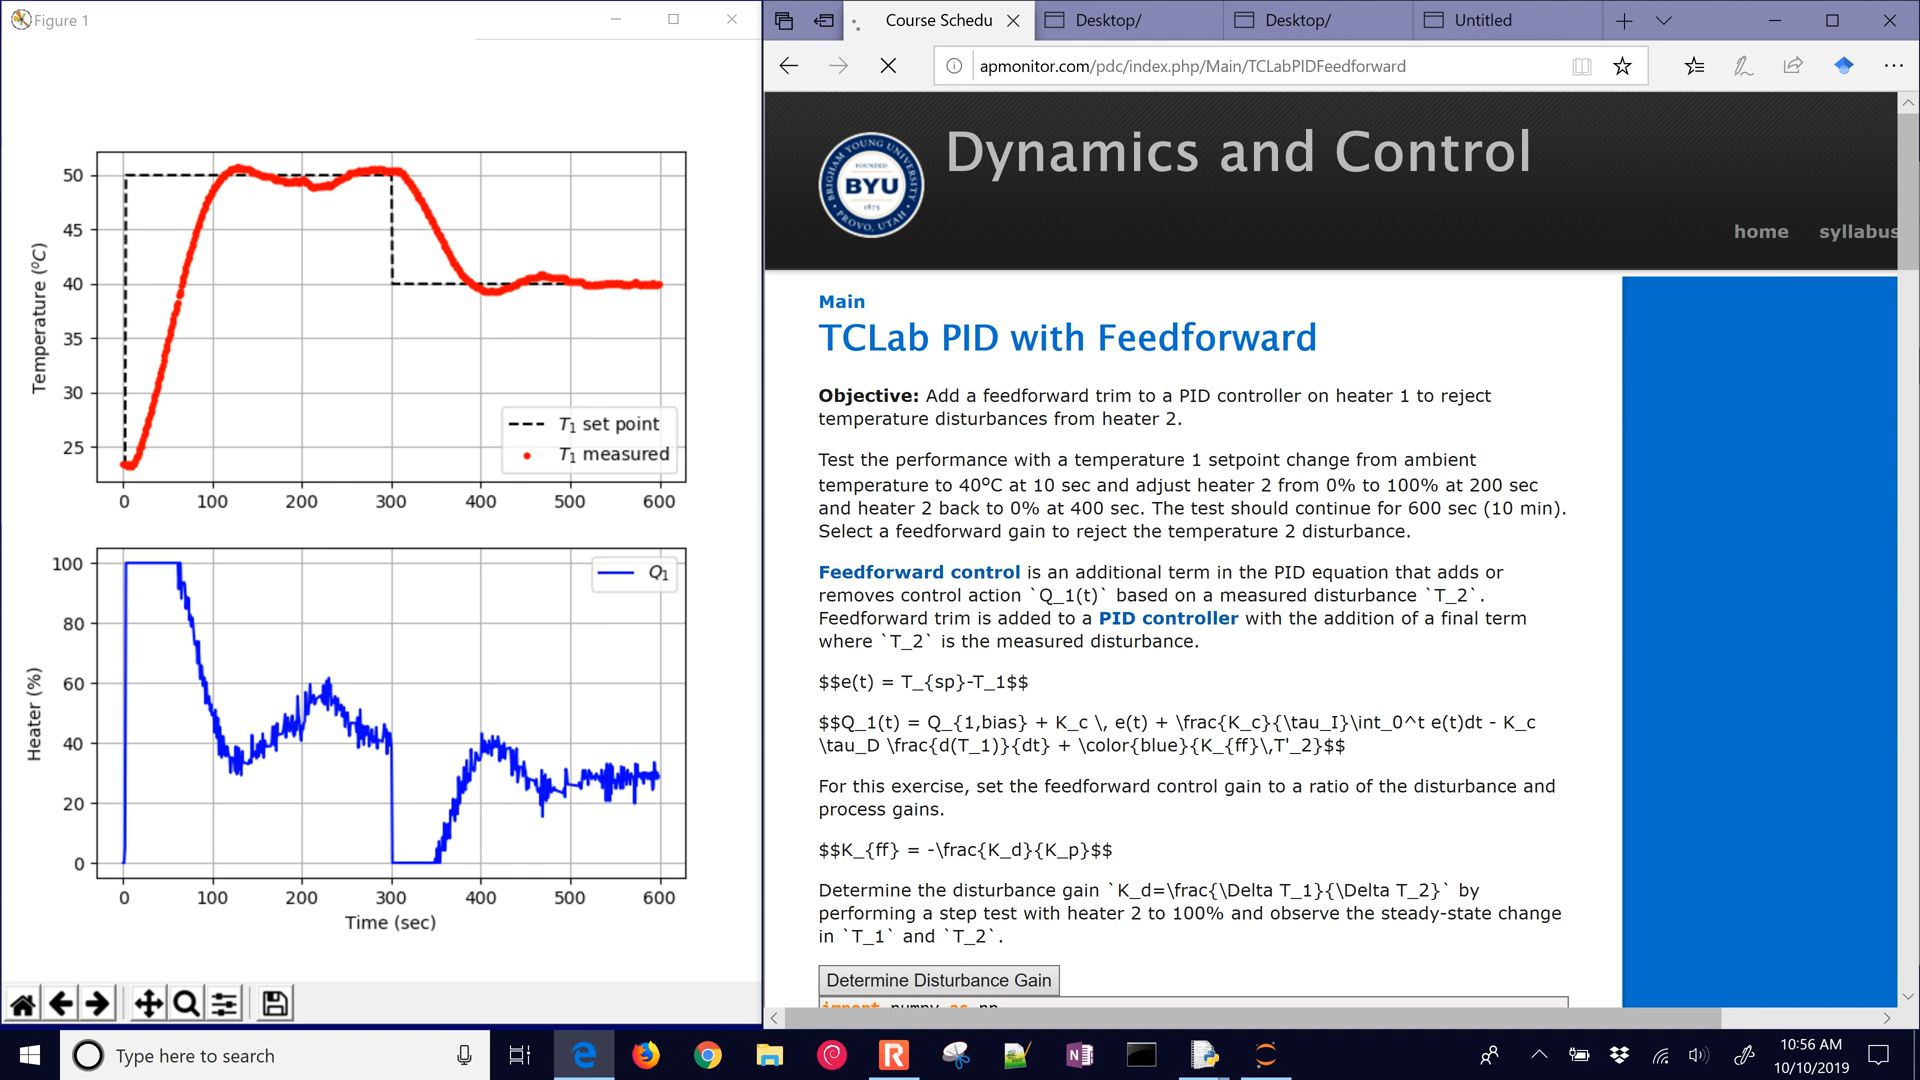 Figure 1
50
45
40
35
30
25
Temperature (⁰C)
T₁ set point
T₁ measured
0 100 200 300 400 500 600
100
80
60
40
20
0
Heater (%)
Q₁
0 100 200 300 400 500 600
Time (sec)
Course Schedu
Desktop/
Desktop/
Untitled
apmonitor.com/pdc/index.php/Main/TCLabPIDFeedforward
BRIGHAM YOUNG UNIVERSITY
FOUNDED
BYU
1875
PROVO, UTAH
Dynamics and Control
home syllabus
Main
TCLab PID with Feedforward
Objective: Add a feedforward trim to a PID controller on heater 1 to reject
temperature disturbances from heater 2.
Test the performance with a temperature 1 setpoint change from ambient
temperature to 40ºC at 10 sec and adjust heater 2 from 0% to 100% at 200 sec
and heater 2 back to 0% at 400 sec. The test should continue for 600 sec (10 min).
Select a feedforward gain to reject the temperature 2 disturbance.
Feedforward control is an additional term in the PID equation that adds or
removes control action `Q_1(t)` based on a measured disturbance `T_2`.
Feedforward trim is added to a PID controller with the addition of a final term
where `T_2` is the measured disturbance.
$$e(t) = T_{sp}-T_1$$
$$Q_1(t) = Q_{1,bias} + K_c \, e(t) + \frac{K_c}{\tau_I}\int_0^t e(t)dt - K_c
\tau_D \frac{d(T_1)}{dt} + \color{blue}{K_{ff}\,T'_2}$$
For this exercise, set the feedforward control gain to a ratio of the disturbance and
process gains.
$$K_{ff} = -\frac{K_d}{K_p}$$
Determine the disturbance gain `K_d=\frac{\Delta T_1}{\Delta T_2}` by
performing a step test with heater 2 to 100% and observe the steady-state change
in `T_1` and `T_2`.
Determine Disturbance Gain
import numpy as np
Type here to search
10:56 AM
10/10/2019